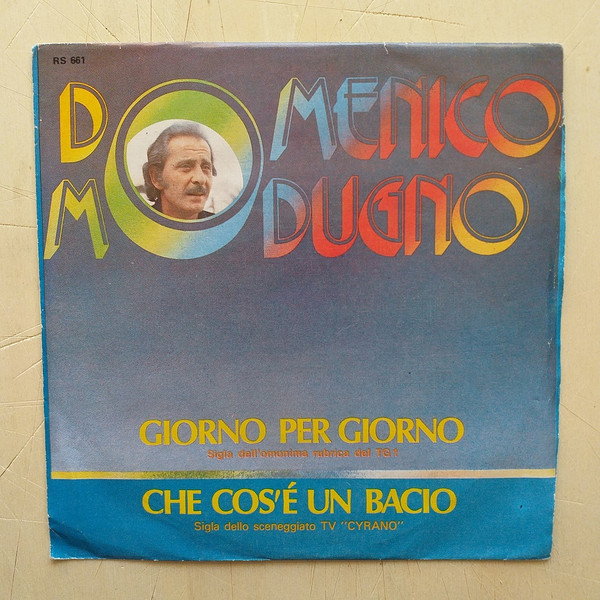 RS 661
DOMENICO
MODUGNO
GIORNO PER GIORNO
Sigla dell'omonima rubrica del TG1
CHE COS'É UN BACIO
Sigla dello sceneggiato TV "CYRANO"